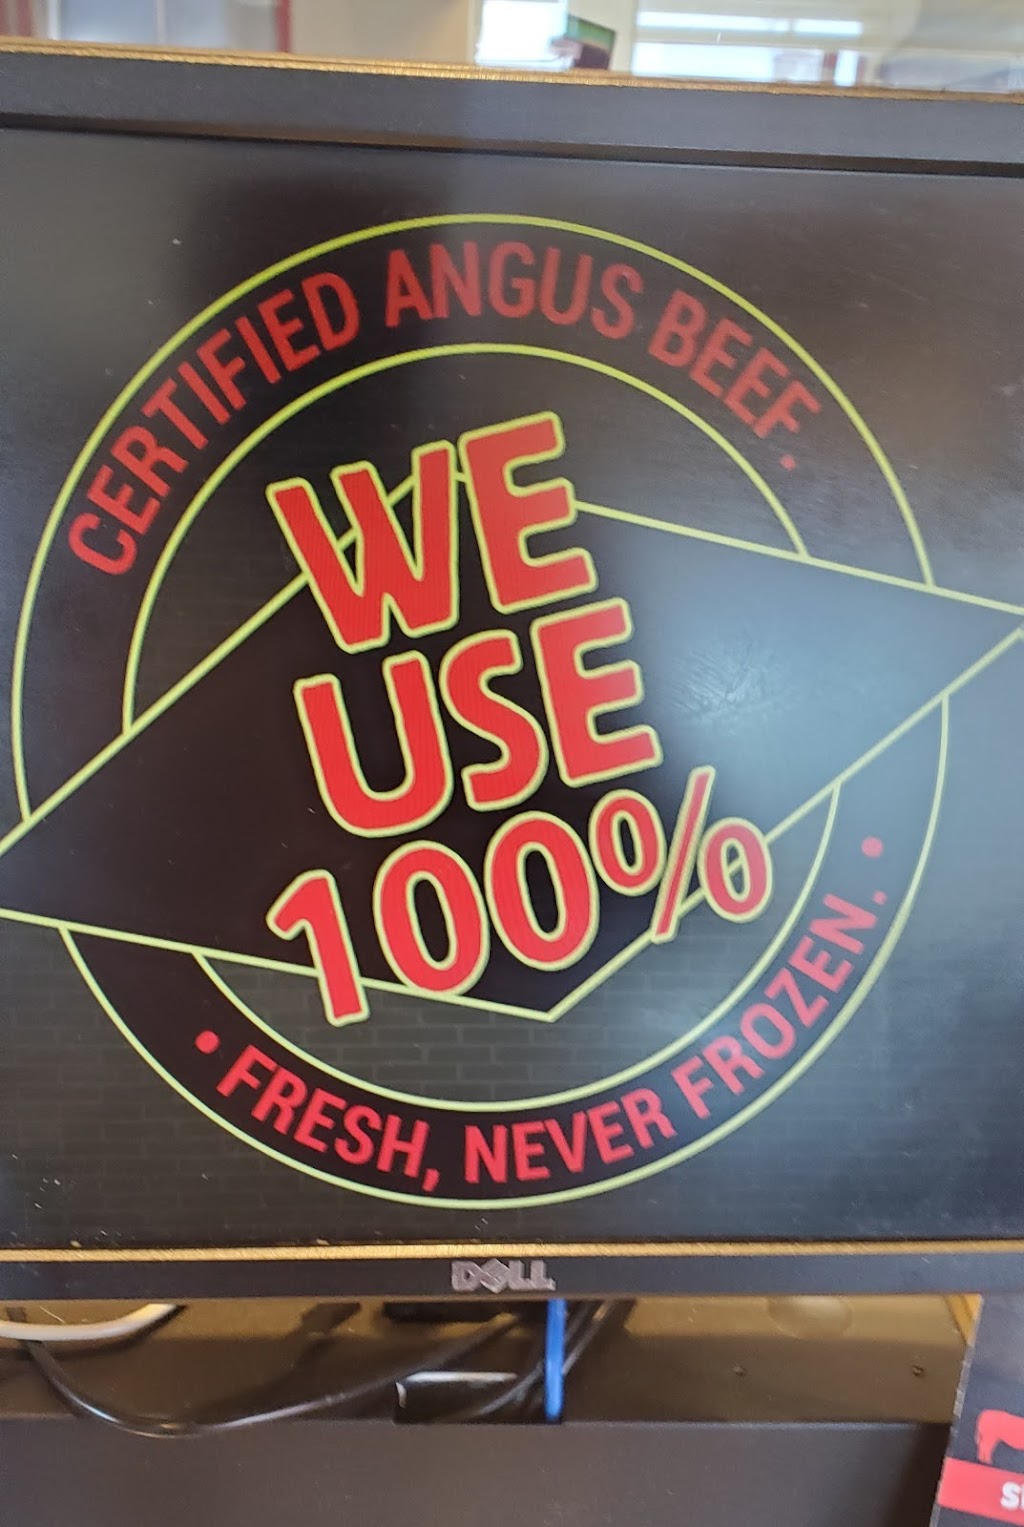 CERTIFIED ANGUS BEEF.
WE
USE
100%
• FRESH, NEVER FROZEN. •
DELL